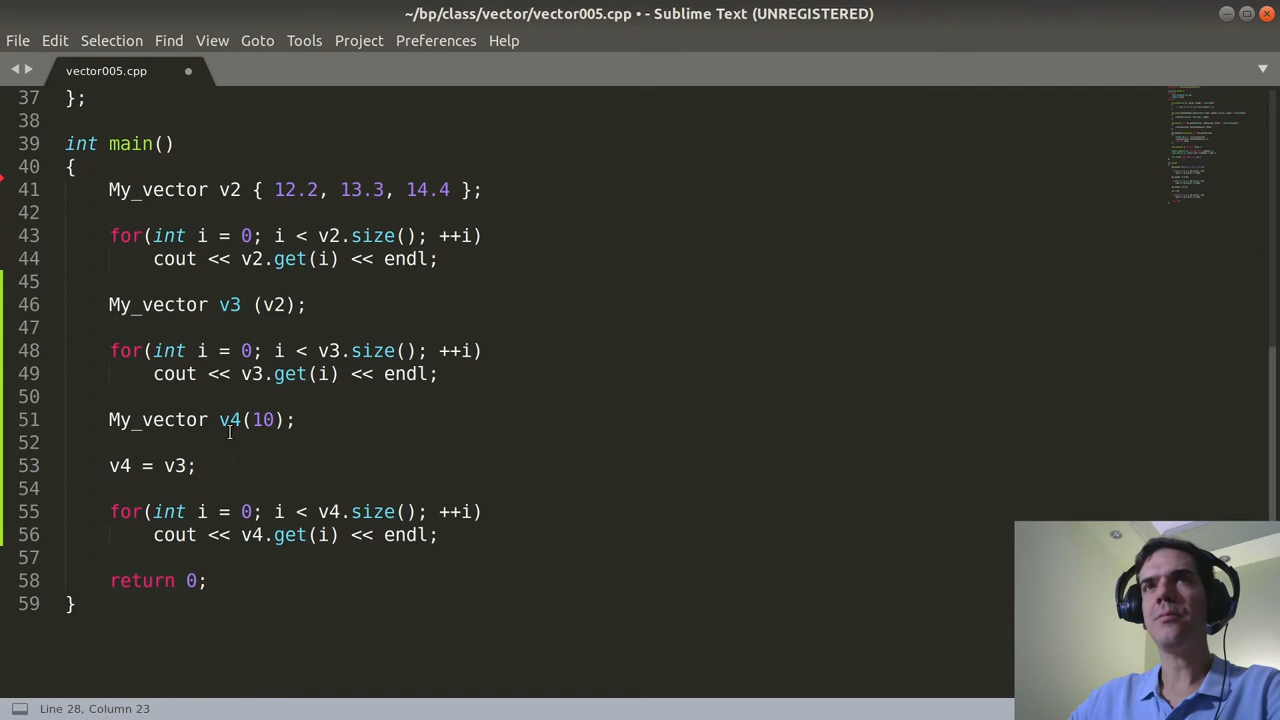 ~/bp/class/vector/vector005.cpp • - Sublime Text (UNREGISTERED)
File Edit Selection Find View Goto Tools Project Preferences Help
vector005.cpp
37 };
38
39 int main()
40 {
41 My_vector v2 { 12.2, 13.3, 14.4 };
42
43 for(int i = 0; i < v2.size(); ++i)
44 cout << v2.get(i) << endl;
45
46 My_vector v3 (v2);
47
48 for(int i = 0; i < v3.size(); ++i)
49 cout << v3.get(i) << endl;
50
51 My_vector v4(10);
52
53 v4 = v3;
54
55 for(int i = 0; i < v4.size(); ++i)
56 cout << v4.get(i) << endl;
57
58 return 0;
59 }
Line 28, Column 23